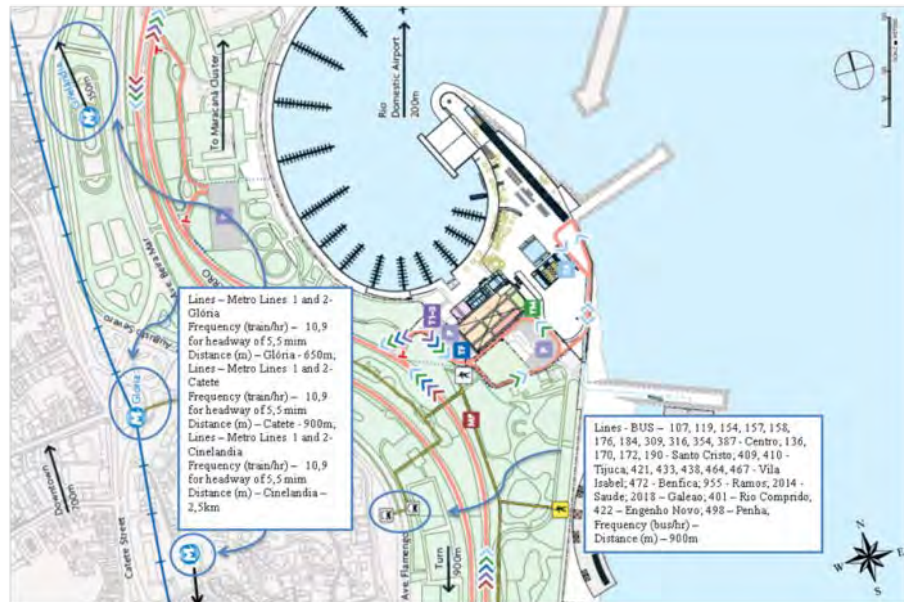 Cinelândia
350m
To Maracanã Cluster
Rio
Domestic Airport
200m
Ave Beira Mar
Augusto Severo
Glória
Downtown
700m
Catete Street
Ave. Flamengo
Turn
900m
Lines – Metro Lines 1 and 2-
Glória
Frequency (train/hr) – 10,9
for headway of 5,5 mim
Distance (m) – Glória - 650m;
Lines – Metro Lines 1 and 2-
Catete
Frequency (train/hr) – 10,9
for headway of 5,5 mim
Distance (m) – Catete - 900m;
Lines – Metro Lines 1 and 2-
Cinelandia
Frequency (train/hr) – 10,9
for headway of 5,5 mim
Distance (m) – Cinelandia –
2,5km
Lines - BUS – 107, 119, 154, 157, 158,
176, 184, 309, 316, 354, 387 - Centro; 136,
170, 172, 190 - Santo Cristo; 409, 410 -
Tijuca; 421, 433, 438, 464, 467 - Vila
Isabel; 472 - Benfica; 955 - Ramos; 2014 -
Saude; 2018 – Galeao; 401 – Rio Comprido;
422 – Engenho Novo; 498 – Penha;
Frequency (bus/hr) –
Distance (m) – 900m
M
M
M
N
W
E
S